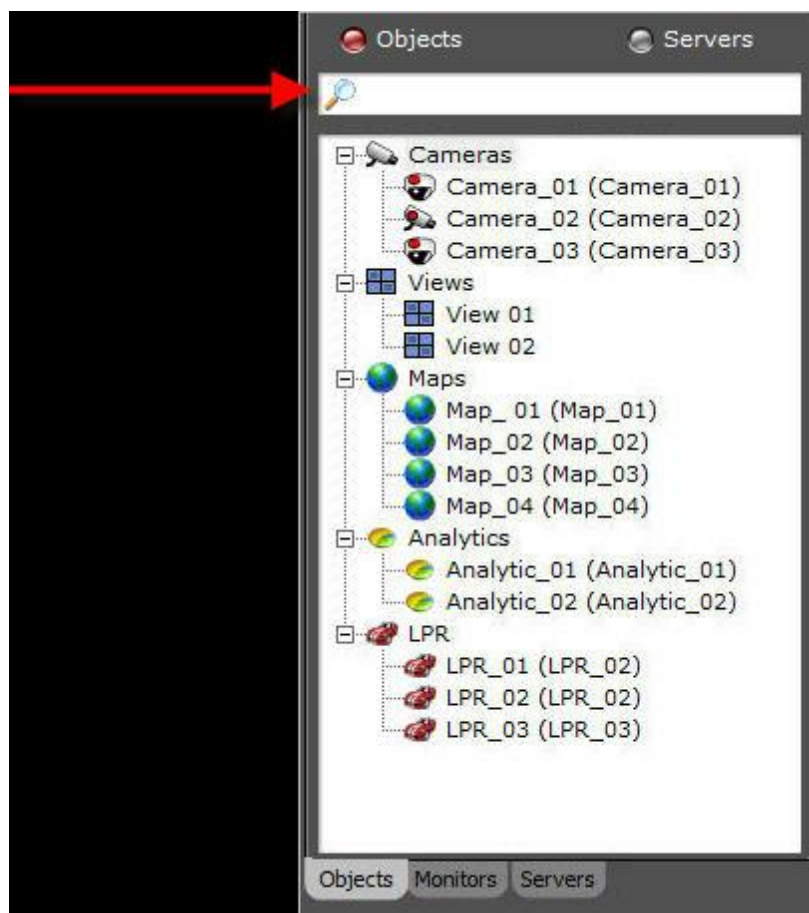 Objects Servers
Cameras
Camera_01 (Camera_01)
Camera_02 (Camera_02)
Camera_03 (Camera_03)
Views
View 01
View 02
Maps
Map_ 01 (Map_01)
Map_02 (Map_02)
Map_03 (Map_03)
Map_04 (Map_04)
Analytics
Analytic_01 (Analytic_01)
Analytic_02 (Analytic_02)
LPR
LPR_01 (LPR_02)
LPR_02 (LPR_02)
LPR_03 (LPR_03)
Objects Monitors Servers